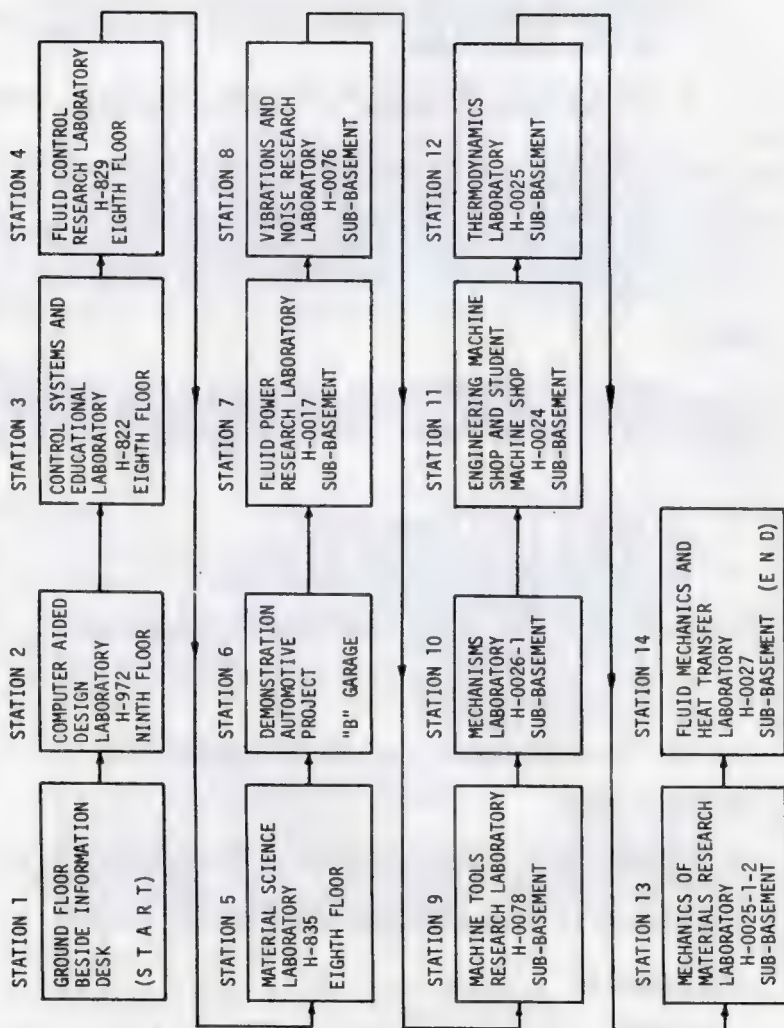 STATION 1
GROUND FLOOR
BESIDE INFORMATION
DESK
(S T A R T)
STATION 2
COMPUTER AIDED
DESIGN
LABORATORY
H-972
NINTH FLOOR
STATION 3
CONTROL SYSTEMS AND
EDUCATIONAL
LABORATORY
H-822
EIGHTH FLOOR
STATION 4
FLUID CONTROL
RESEARCH LABORATORY
H-829
EIGHTH FLOOR
STATION 5
MATERIAL SCIENCE
LABORATORY
H-835
EIGHTH FLOOR
STATION 6
DEMONSTRATION
AUTOMOTIVE
PROJECT
"B" GARAGE
STATION 7
FLUID POWER
RESEARCH LABORATORY
H-0017
SUB-BASEMENT
STATION 8
VIBRATIONS AND
NOISE RESEARCH
LABORATORY
H-0076
SUB-BASEMENT
STATION 9
MACHINE TOOLS
RESEARCH LABORATORY
H-0078
SUB-BASEMENT
STATION 10
MECHANISMS
LABORATORY
H-0026-1
SUB-BASEMENT
STATION 11
ENGINEERING MACHINE
SHOP AND STUDENT
MACHINE SHOP
H-0024
SUB-BASEMENT
STATION 12
THERMODYNAMICS
LABORATORY
H-0025
SUB-BASEMENT
STATION 13
MECHANICS OF
MATERIALS RESEARCH
LABORATORY
H-0025-1-2
SUB-BASEMENT
STATION 14
FLUID MECHANICS AND
HEAT TRANSFER
LABORATORY
H-0027
SUB-BASEMENT (E N D)